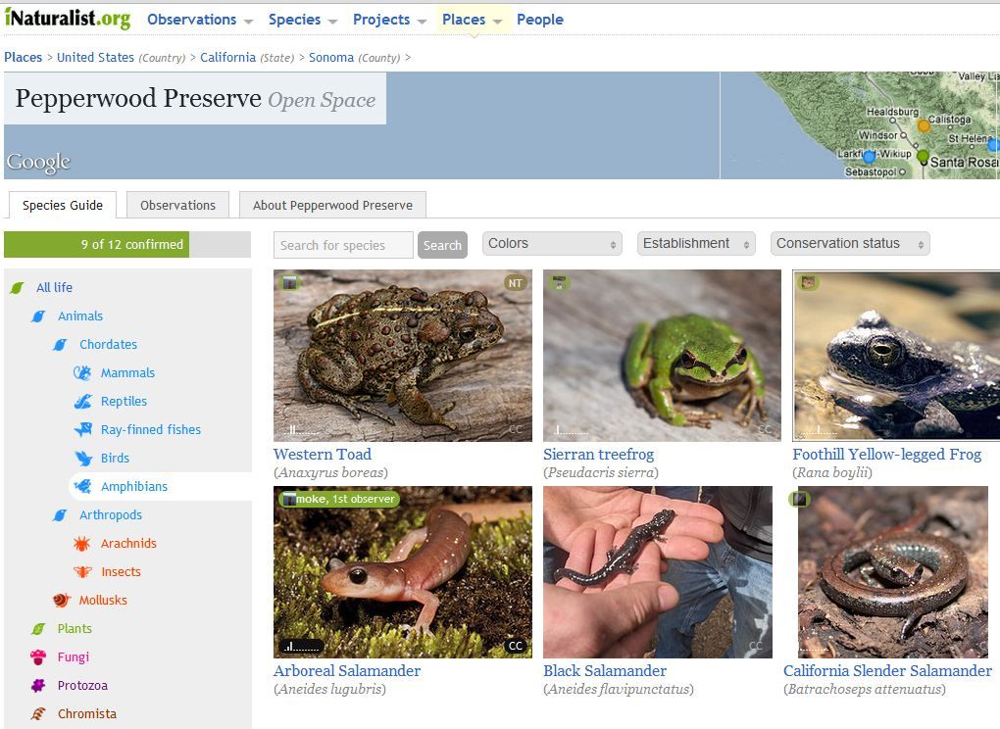 iNaturalist.org Observations Species Projects Places People
Places > United States (Country) > California (State) > Sonoma (County) >
Pepperwood Preserve Open Space
Google
Healdsburg
Calistoga
Windsor
St Helena
Larkfield-Wikiup
Santa Rosa
Sebastopol
Species Guide Observations About Pepperwood Preserve
9 of 12 confirmed
Search for species Search Colors Establishment Conservation status
All life
Animals
Chordates
Mammals
Reptiles
Ray-finned fishes
Birds
Amphibians
Arthropods
Arachnids
Insects
Mollusks
Plants
Fungi
Protozoa
Chromista
NT
CC
Western Toad
(Anaxyrus boreas)
CC
Sierran treefrog
(Pseudacris sierra)
Foothill Yellow-legged Frog
(Rana boylii)
moke, 1st observer
CC
Arboreal Salamander
(Aneides lugubris)
CC
Black Salamander
(Aneides flavipunctatus)
California Slender Salamander
(Batrachoseps attenuatus)